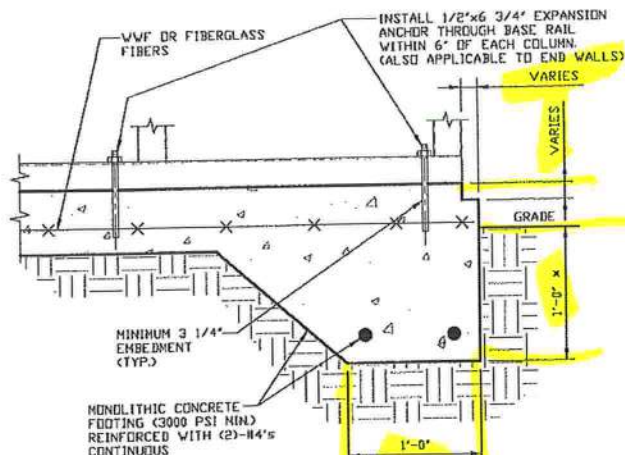 WWF OR FIBERGLASS
FIBERS
INSTALL 1/2"x6 3/4" EXPANSION
ANCHOR THROUGH BASE RAIL
WITHIN 6" OF EACH COLUMN.
(ALSO APPLICABLE TO END WALLS)
VARIES
VARIES
GRADE
1'-0" x
MINIMUM 3 1/4"
EMBEDMENT
(TYP.)
MONOLITHIC CONCRETE
FOOTING (3000 PSI MIN.)
REINFORCED WITH (2)-#4's
CONTINUOUS
1'-0"